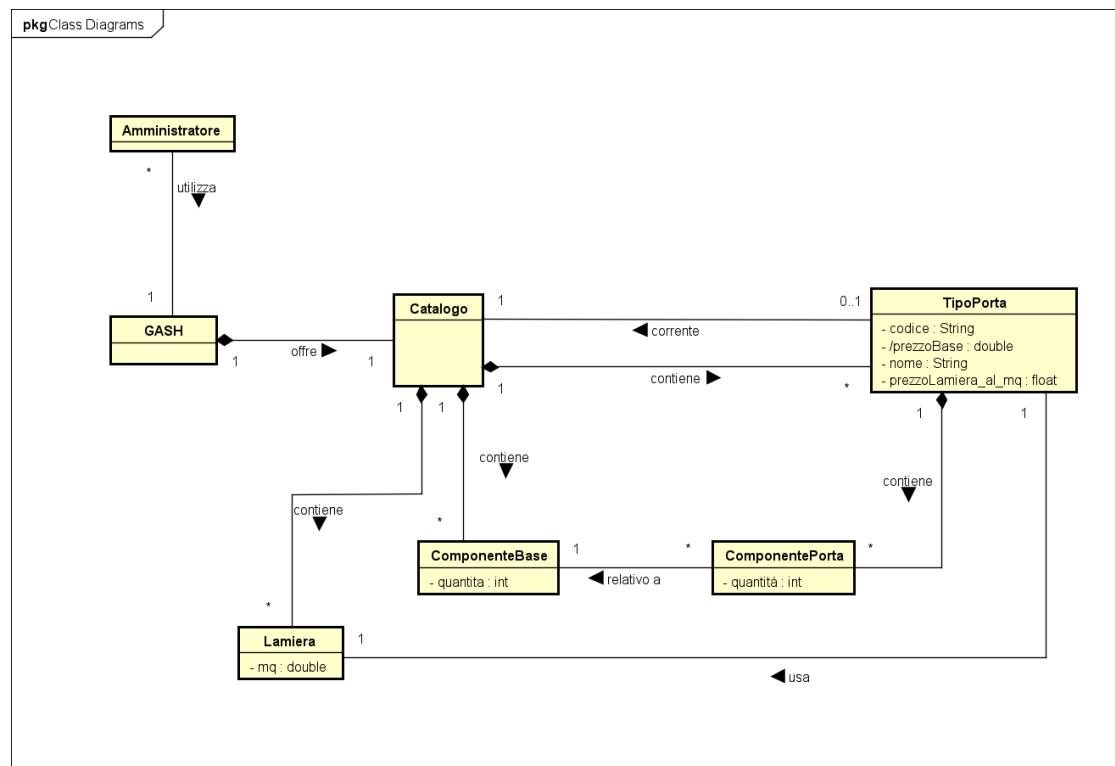 pkg Class Diagrams
Amministratore
*
utilizza
1
GASH
1
offre
1
Catalogo
1
0..1
corrente
1
contiene
*
TipoPorta
- codice : String
- /prezzoBase : double
- nome : String
- prezzoLamiera_al_mq : float
1
1
1
1
contiene
contiene
contiene
*
*
ComponenteBase
- quantita : int
1
relativo a
*
ComponentePorta
- quantità : int
*
Lamiera
- mq : double
1
usa